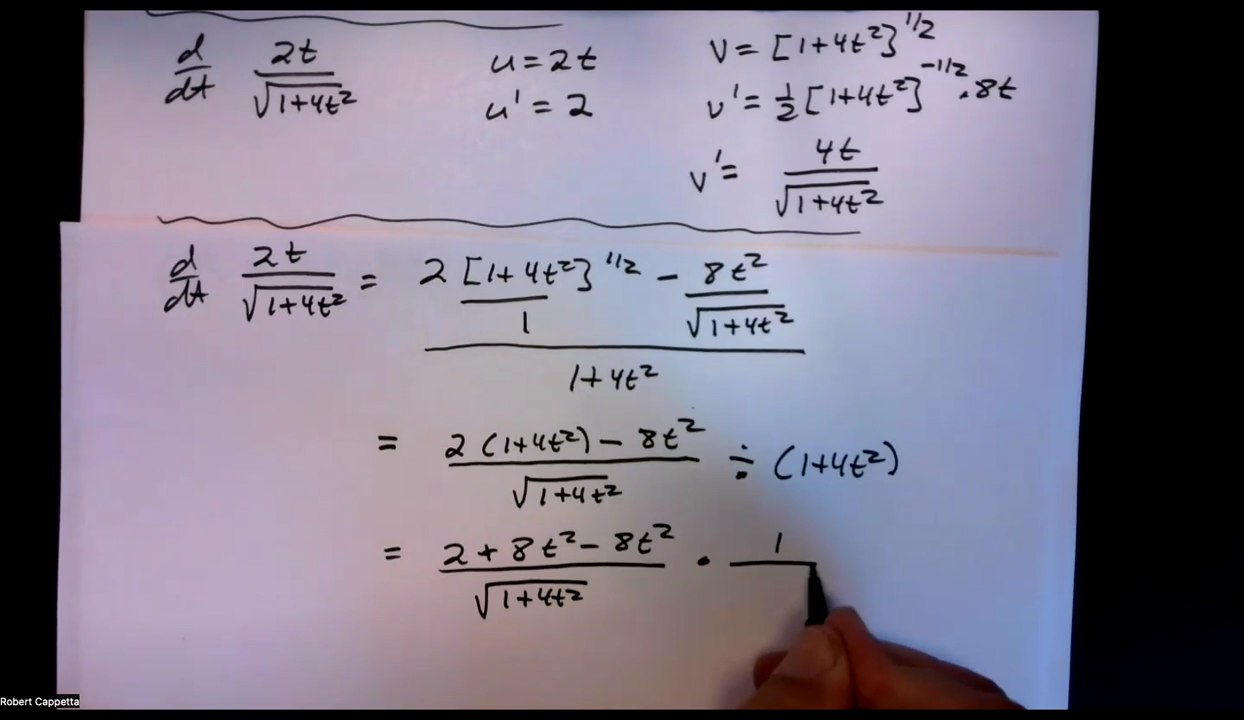 d/dt 2t/√(1+4t²)   u = 2t   v = [1+4t²]^1/2
u' = 2   v' = 1/2 [1+4t²]^-1/2 · 8t
v' = 4t/√(1+4t²)
d/dt 2t/√(1+4t²) = (2[1+4t²]^1/2/1 − 8t²/√(1+4t²))/(1+4t²)
= (2(1+4t²) − 8t²)/√(1+4t²) ÷ (1+4t²)
= (2 + 8t² − 8t²)/√(1+4t²) · 1/
Robert Cappetta